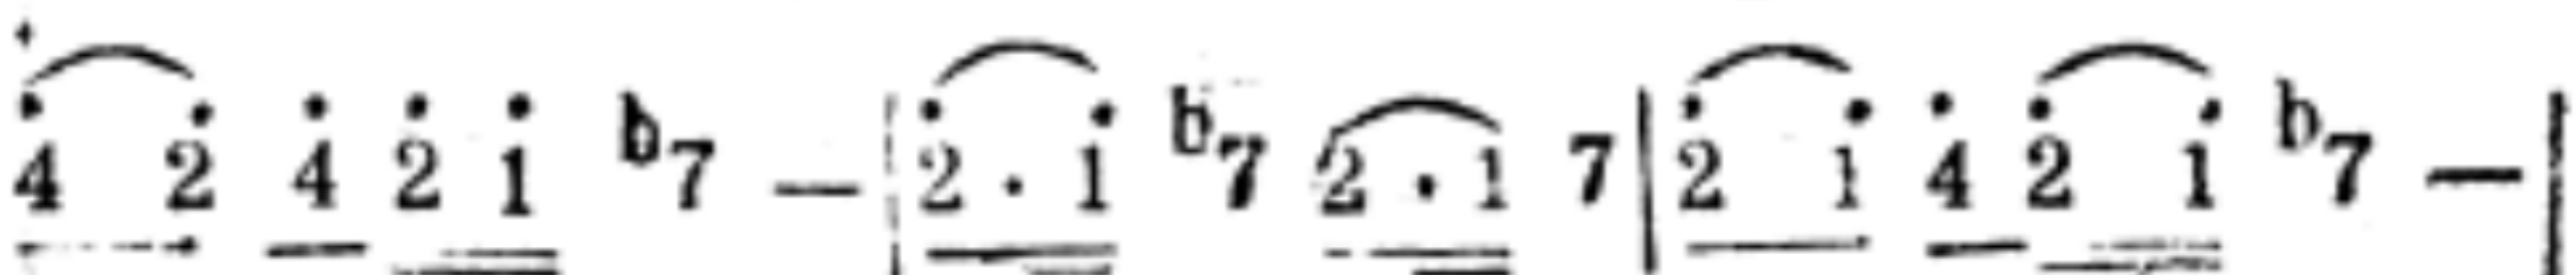 4̇ 2̇ 4̇ 2̇ 1̇ ♭7 — | 2̇ · 1̇ ♭7 2 · 1 7 | 2̇ 1̇ 4̇ 2̇ 1̇ ♭7 — |